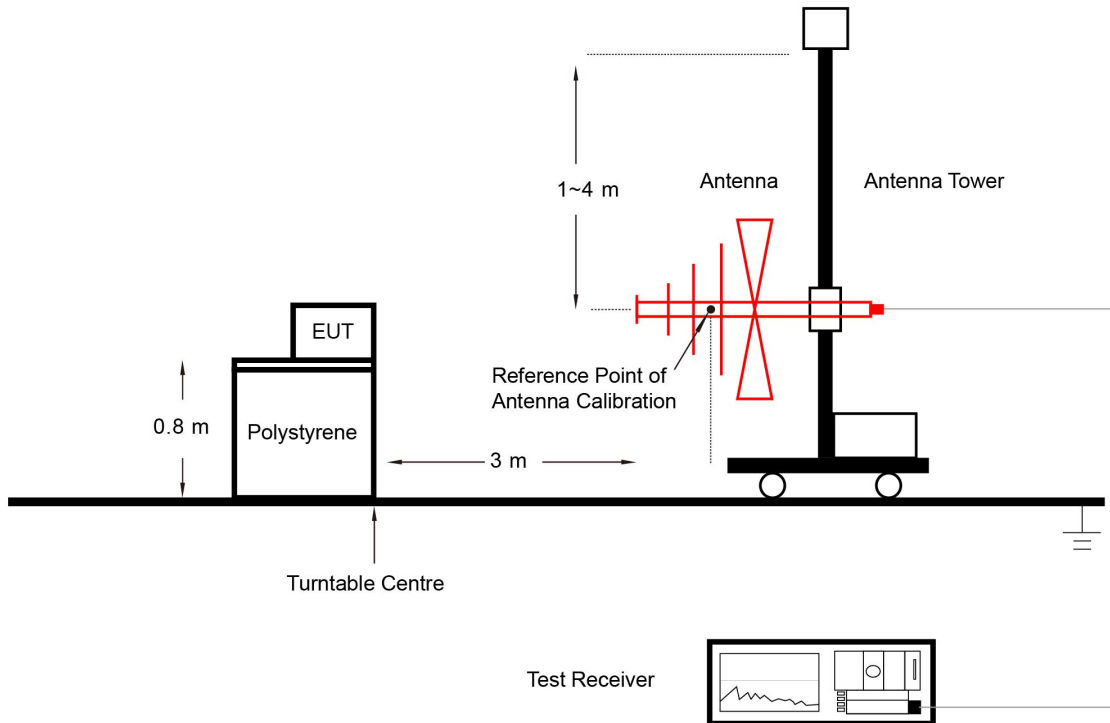 1~4 m
Antenna
Antenna Tower
EUT
Reference Point of
Antenna Calibration
0.8 m
Polystyrene
3 m
Turntable Centre
Test Receiver